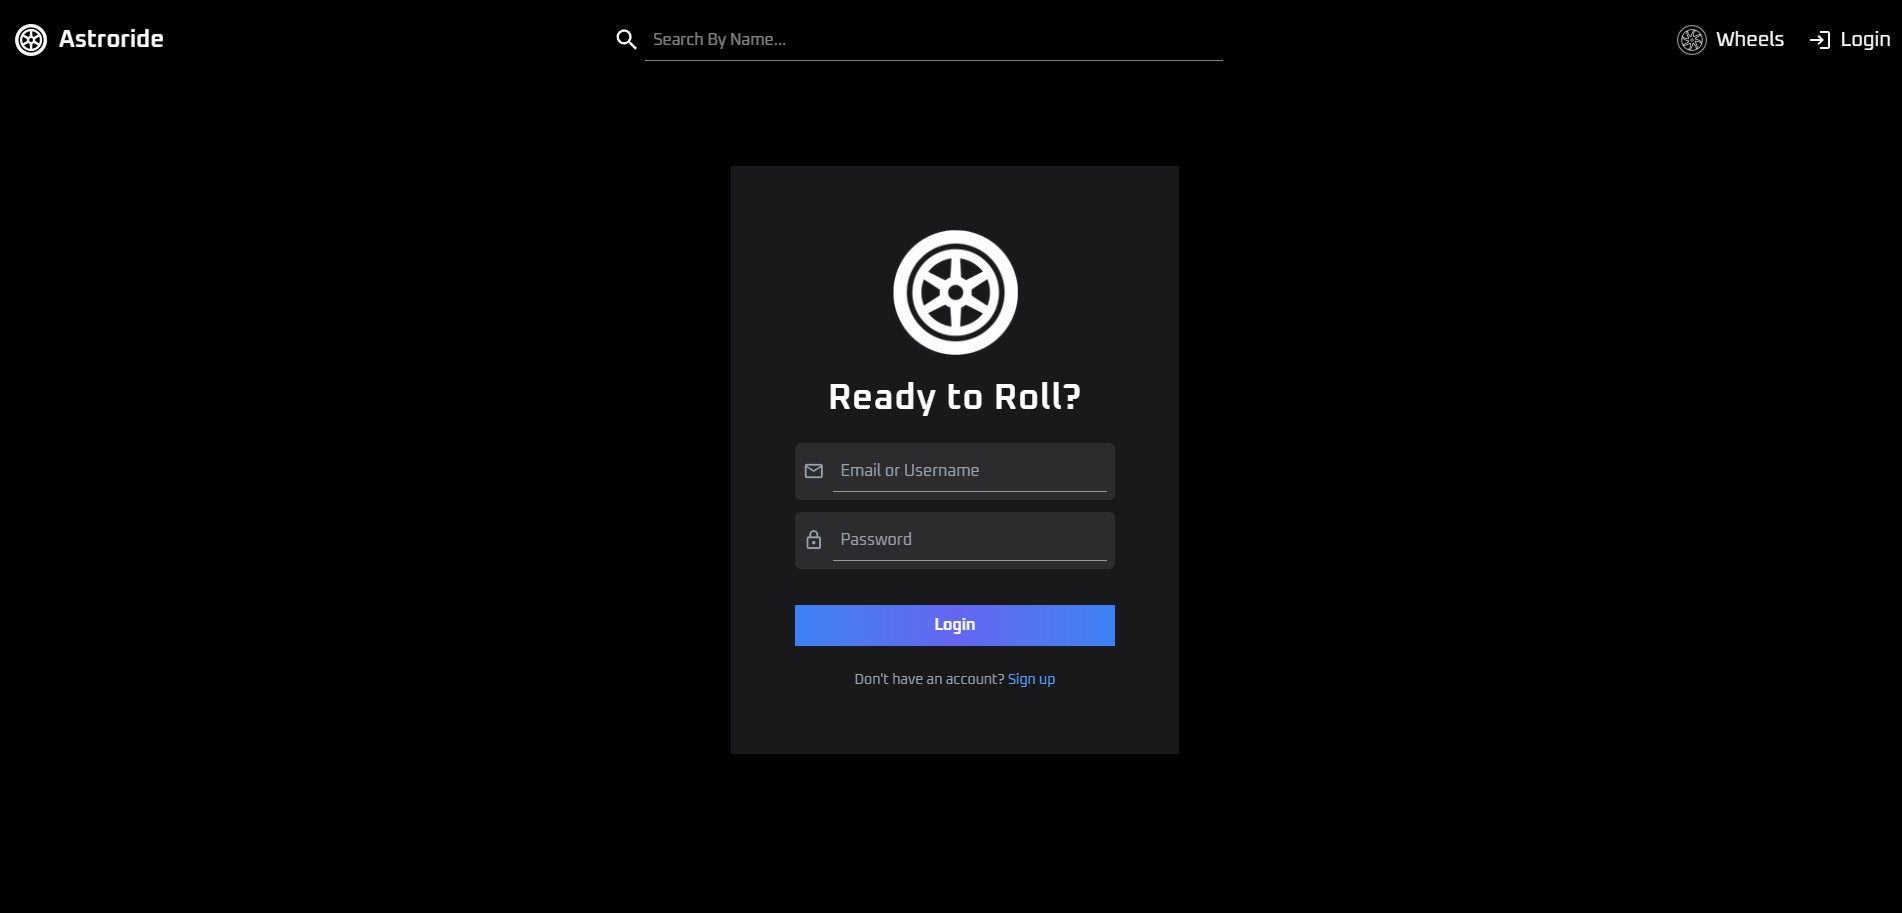 Astroride
Search By Name...
Wheels
Login
Ready to Roll?
Email or Username
Password
Login
Don't have an account? Sign up